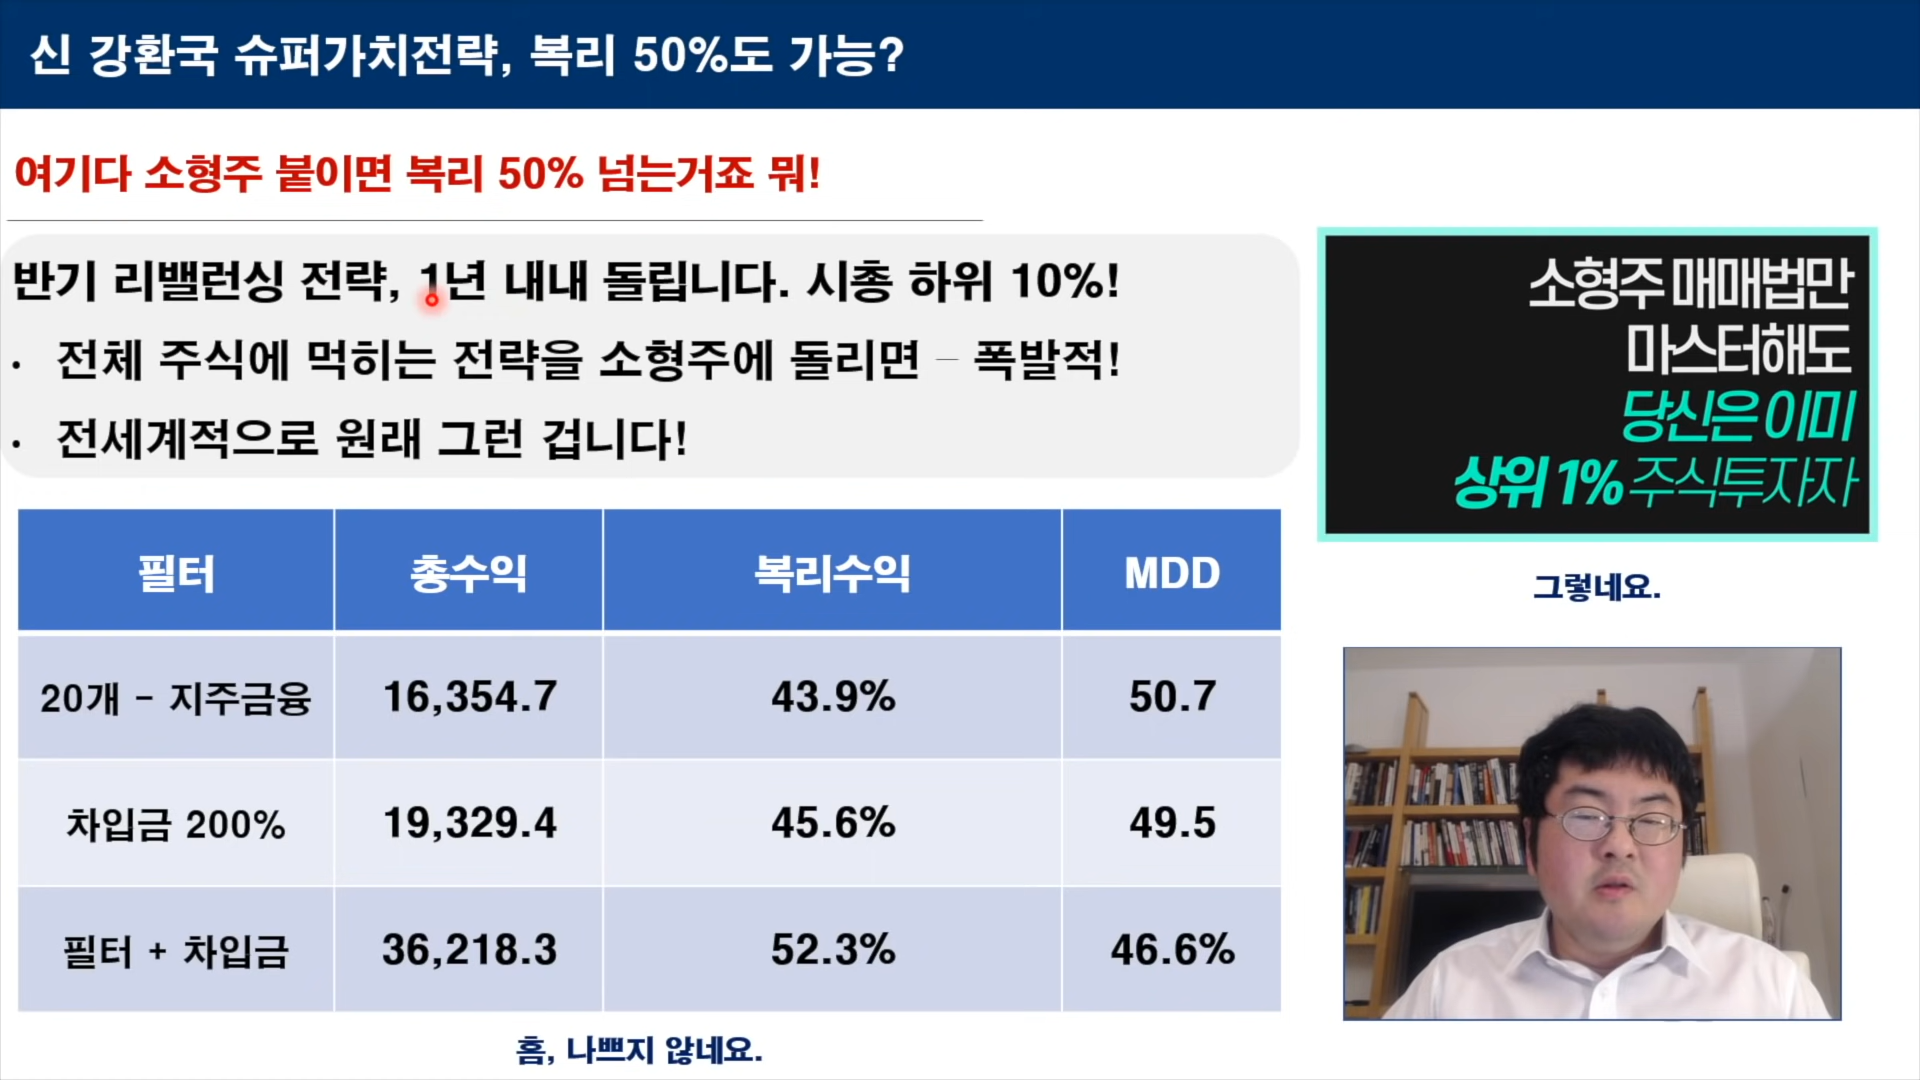 신 강환국 슈퍼가치전략, 복리 50%도 가능?
여기다 소형주 붙이면 복리 50% 넘는거죠 뭐!
반기 리밸런싱 전략, 1년 내내 돌립니다. 시총 하위 10%!
· 전체 주식에 먹히는 전략을 소형주에 돌리면 – 폭발적!
· 전세계적으로 원래 그런 겁니다!
소형주 매매법만
마스터해도
당신은 이미
상위 1% 주식투자자
그렇네요.
필터 총수익 복리수익 MDD
20개 - 지주금융 16,354.7 43.9% 50.7
차입금 200% 19,329.4 45.6% 49.5
필터 + 차입금 36,218.3 52.3% 46.6%
흠, 나쁘지 않네요.